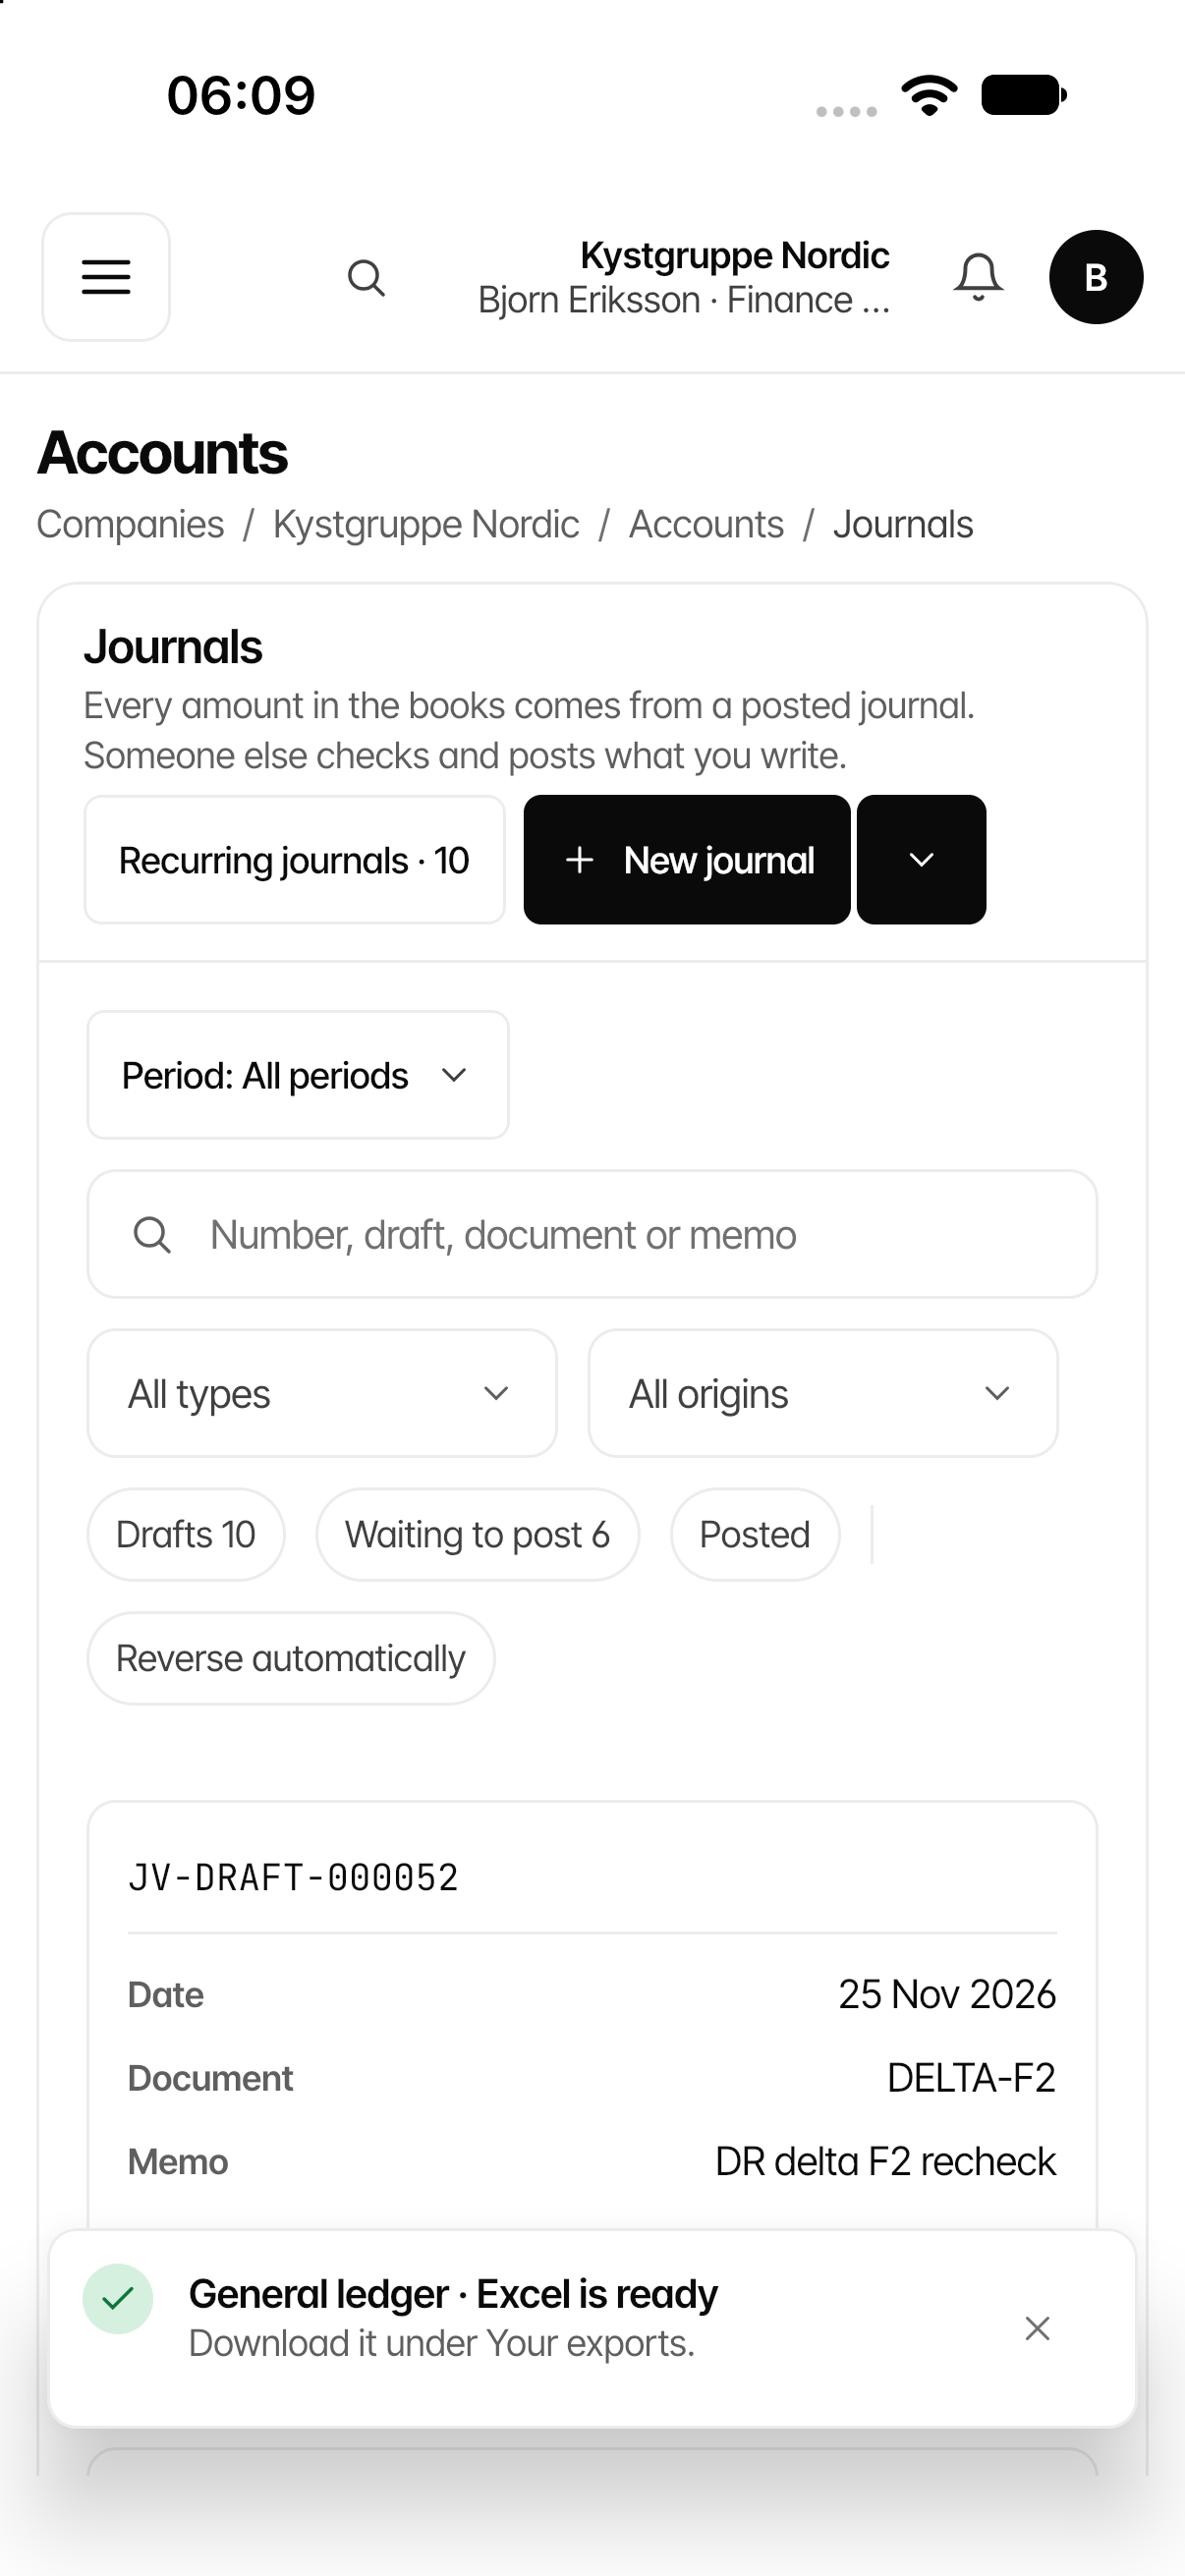 06:09
Kystgruppe Nordic
Bjorn Eriksson · Finance ...
B
Accounts
Companies / Kystgruppe Nordic / Accounts / Journals
Journals
Every amount in the books comes from a posted journal.
Someone else checks and posts what you write.
Recurring journals · 10
New journal
Period: All periods
Number, draft, document or memo
All types
All origins
Drafts 10
Waiting to post 6
Posted
Reverse automatically
JV-DRAFT-000052
Date 25 Nov 2026
Document DELTA-F2
Memo DR delta F2 recheck
General ledger · Excel is ready
Download it under Your exports.